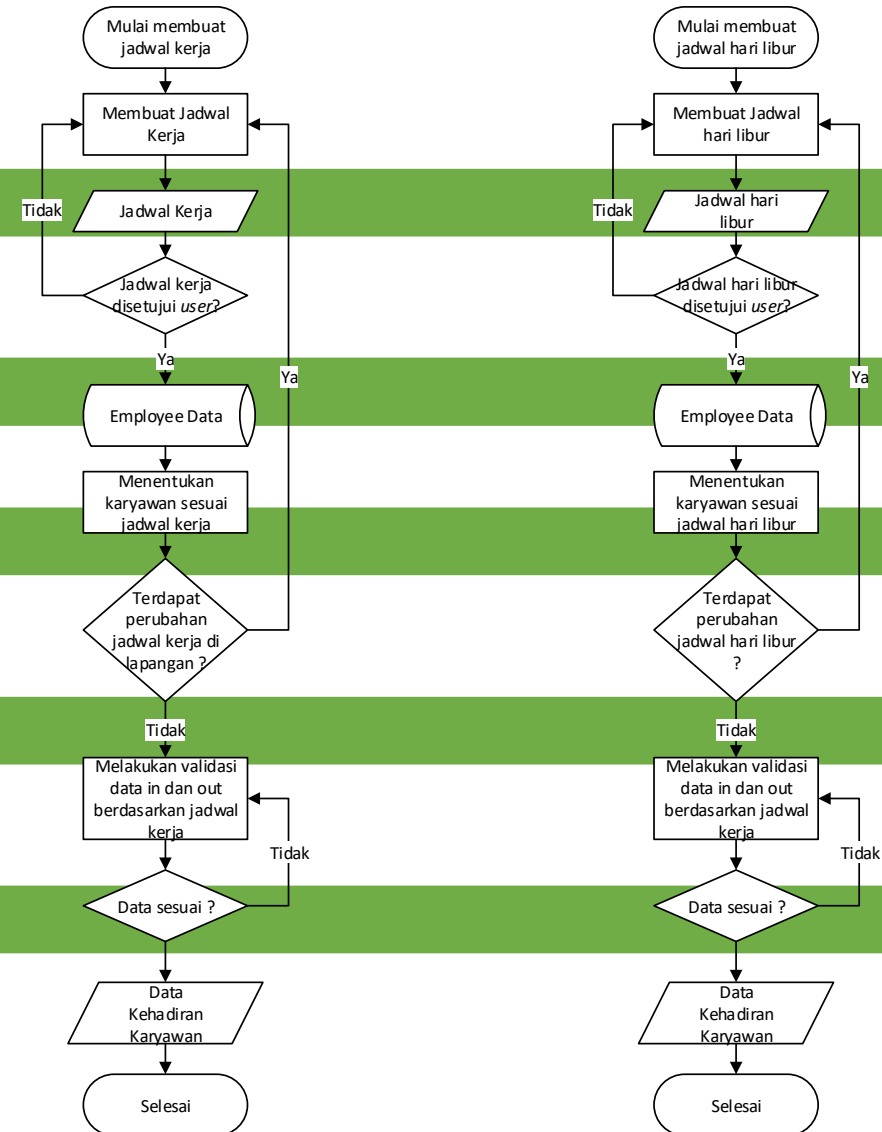 Mulai membuat
jadwal kerja
Membuat Jadwal
Kerja
Tidak
Jadwal Kerja
Jadwal kerja
disetujui user?
Ya
Ya
Employee Data
Menentukan
karyawan sesuai
jadwal kerja
Terdapat
perubahan
jadwal kerja di
lapangan ?
Tidak
Melakukan validasi
data in dan out
berdasarkan jadwal
kerja
Tidak
Data sesuai ?
Data
Kehadiran
Karyawan
Selesai
Mulai membuat
jadwal hari libur
Membuat Jadwal
hari libur
Tidak
Jadwal hari
libur
Jadwal hari libur
disetujui user?
Ya
Ya
Employee Data
Menentukan
karyawan sesuai
jadwal hari libur
Terdapat
perubahan
jadwal hari libur
?
Tidak
Melakukan validasi
data in dan out
berdasarkan jadwal
kerja
Tidak
Data sesuai ?
Data
Kehadiran
Karyawan
Selesai